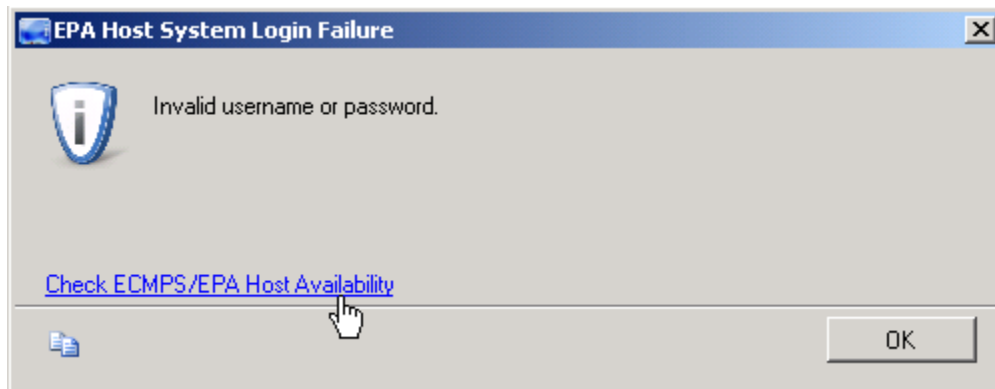 EPA Host System Login Failure
Invalid username or password.
Check ECMPS/EPA Host Availability
OK